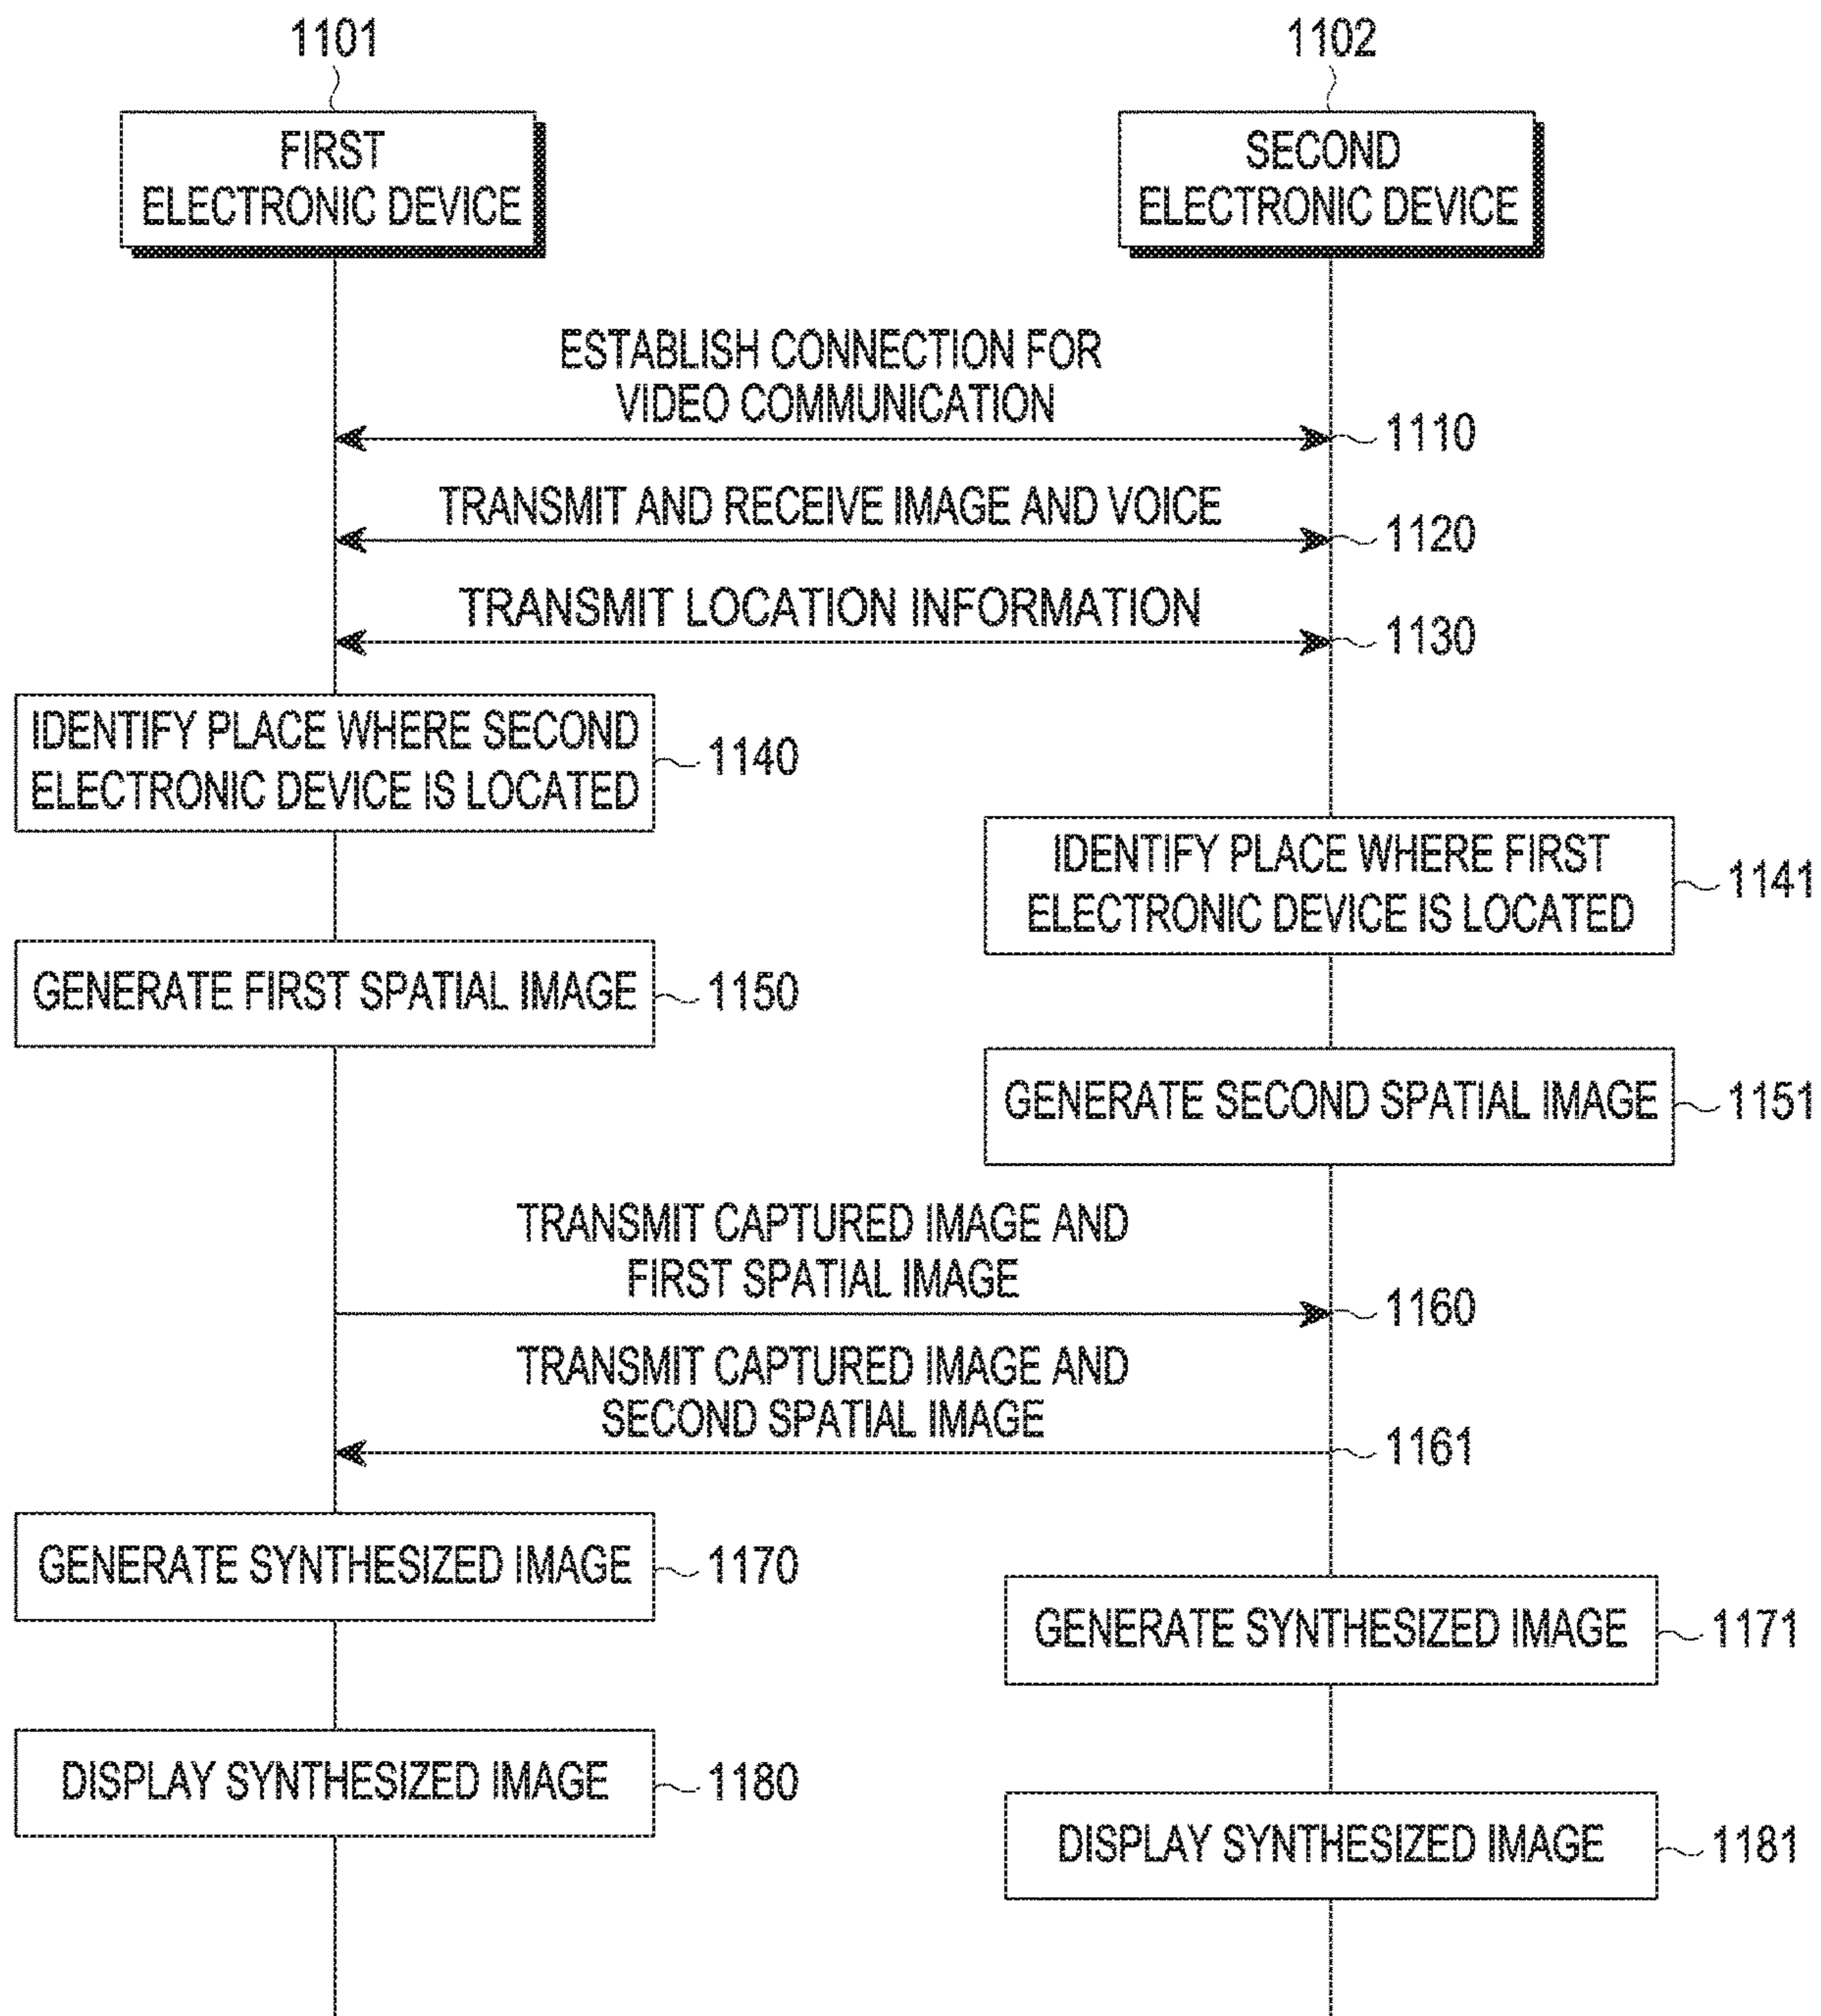 1101
1102
FIRST
ELECTRONIC DEVICE
SECOND
ELECTRONIC DEVICE
ESTABLISH CONNECTION FOR
VIDEO COMMUNICATION
1110
TRANSMIT AND RECEIVE IMAGE AND VOICE
1120
TRANSMIT LOCATION INFORMATION
1130
IDENTIFY PLACE WHERE SECOND
ELECTRONIC DEVICE IS LOCATED
1140
IDENTIFY PLACE WHERE FIRST
ELECTRONIC DEVICE IS LOCATED
1141
GENERATE FIRST SPATIAL IMAGE
1150
GENERATE SECOND SPATIAL IMAGE
1151
TRANSMIT CAPTURED IMAGE AND
FIRST SPATIAL IMAGE
1160
TRANSMIT CAPTURED IMAGE AND
SECOND SPATIAL IMAGE
1161
GENERATE SYNTHESIZED IMAGE
1170
GENERATE SYNTHESIZED IMAGE
1171
DISPLAY SYNTHESIZED IMAGE
1180
DISPLAY SYNTHESIZED IMAGE
1181